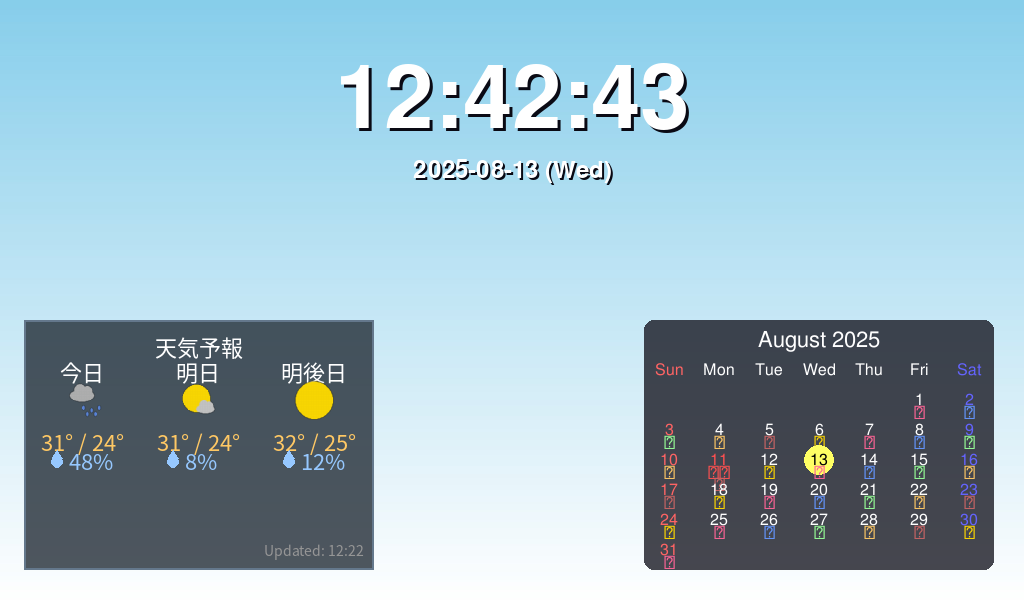 12:42:43
2025-08-13 (Wed)
天気予報
今日 明日 明後日
31° / 24° 31° / 24° 32° / 25°
48% 8% 12%
Updated: 12:22
August 2025
Sun Mon Tue Wed Thu Fri Sat
1 2
3 4 5 6 7 8 9
10 11 12 13 14 15 16
17 18 19 20 21 22 23
24 25 26 27 28 29 30
31